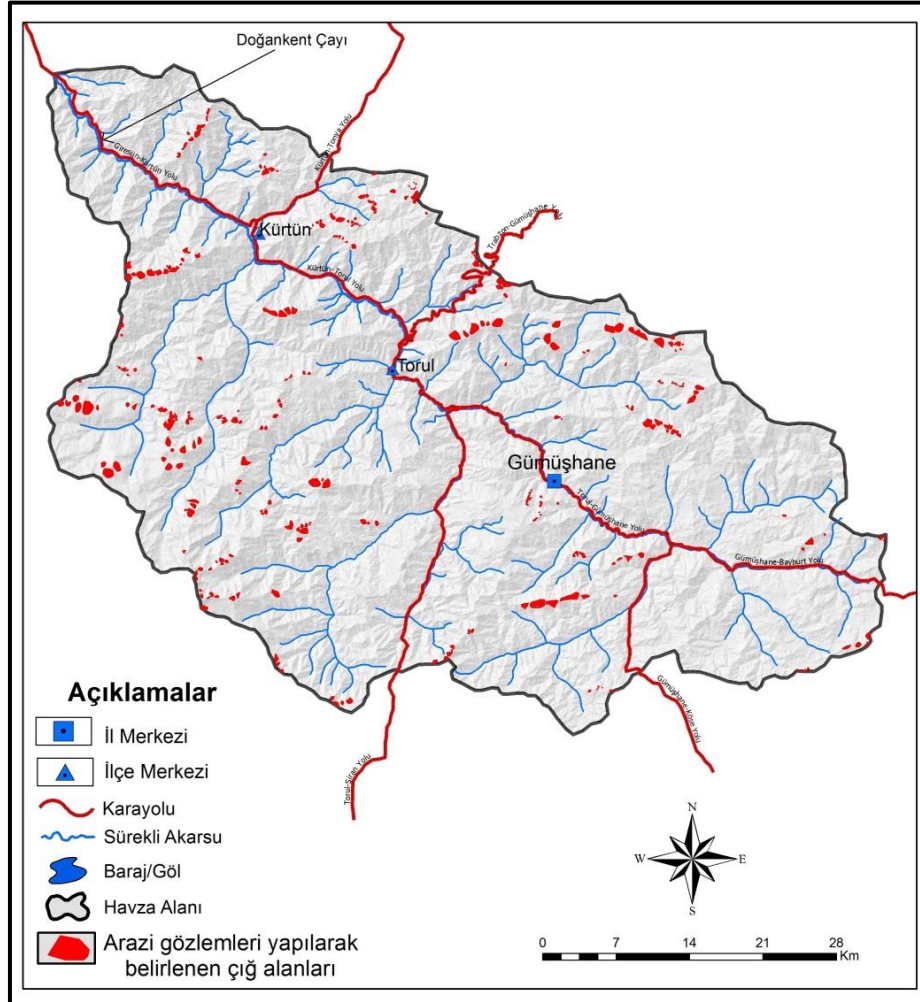 Doğankent Çayı
Giresun-Kürtün Yolu
Kürtün-Tonya Yolu
Trabzon-Gümüşhane Yolu
Kürtün
Kürtün-Torul Yolu
Torul
Gümüşhane
Torul-Gümüşhane Yolu
Gümüşhane-Bayburt Yolu
Gümüşhane-Köse Yolu
Torul-Şiran Yolu
Açıklamalar
İl Merkezi
İlçe Merkezi
Karayolu
Sürekli Akarsu
Baraj/Göl
Havza Alanı
Arazi gözlemleri yapılarak
belirlenen çığ alanları
N
W E
S
0 7 14 21 28
Km